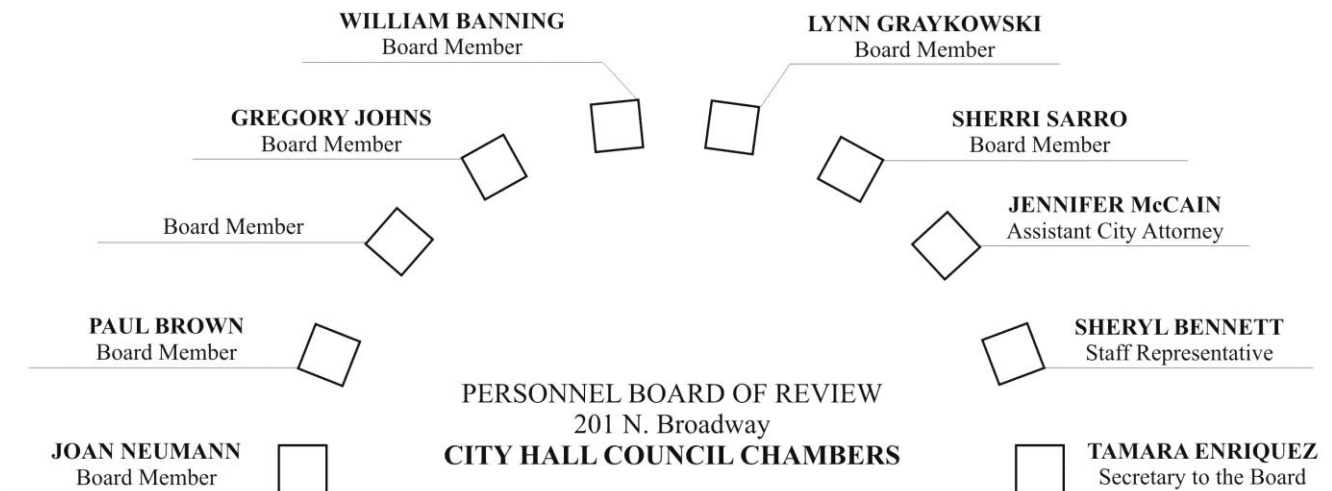 WILLIAM BANNING
Board Member
LYNN GRAYKOWSKI
Board Member
GREGORY JOHNS
Board Member
SHERRI SARRO
Board Member
Board Member
JENNIFER McCAIN
Assistant City Attorney
PAUL BROWN
Board Member
SHERYL BENNETT
Staff Representative
PERSONNEL BOARD OF REVIEW
201 N. Broadway
CITY HALL COUNCIL CHAMBERS
JOAN NEUMANN
Board Member
TAMARA ENRIQUEZ
Secretary to the Board